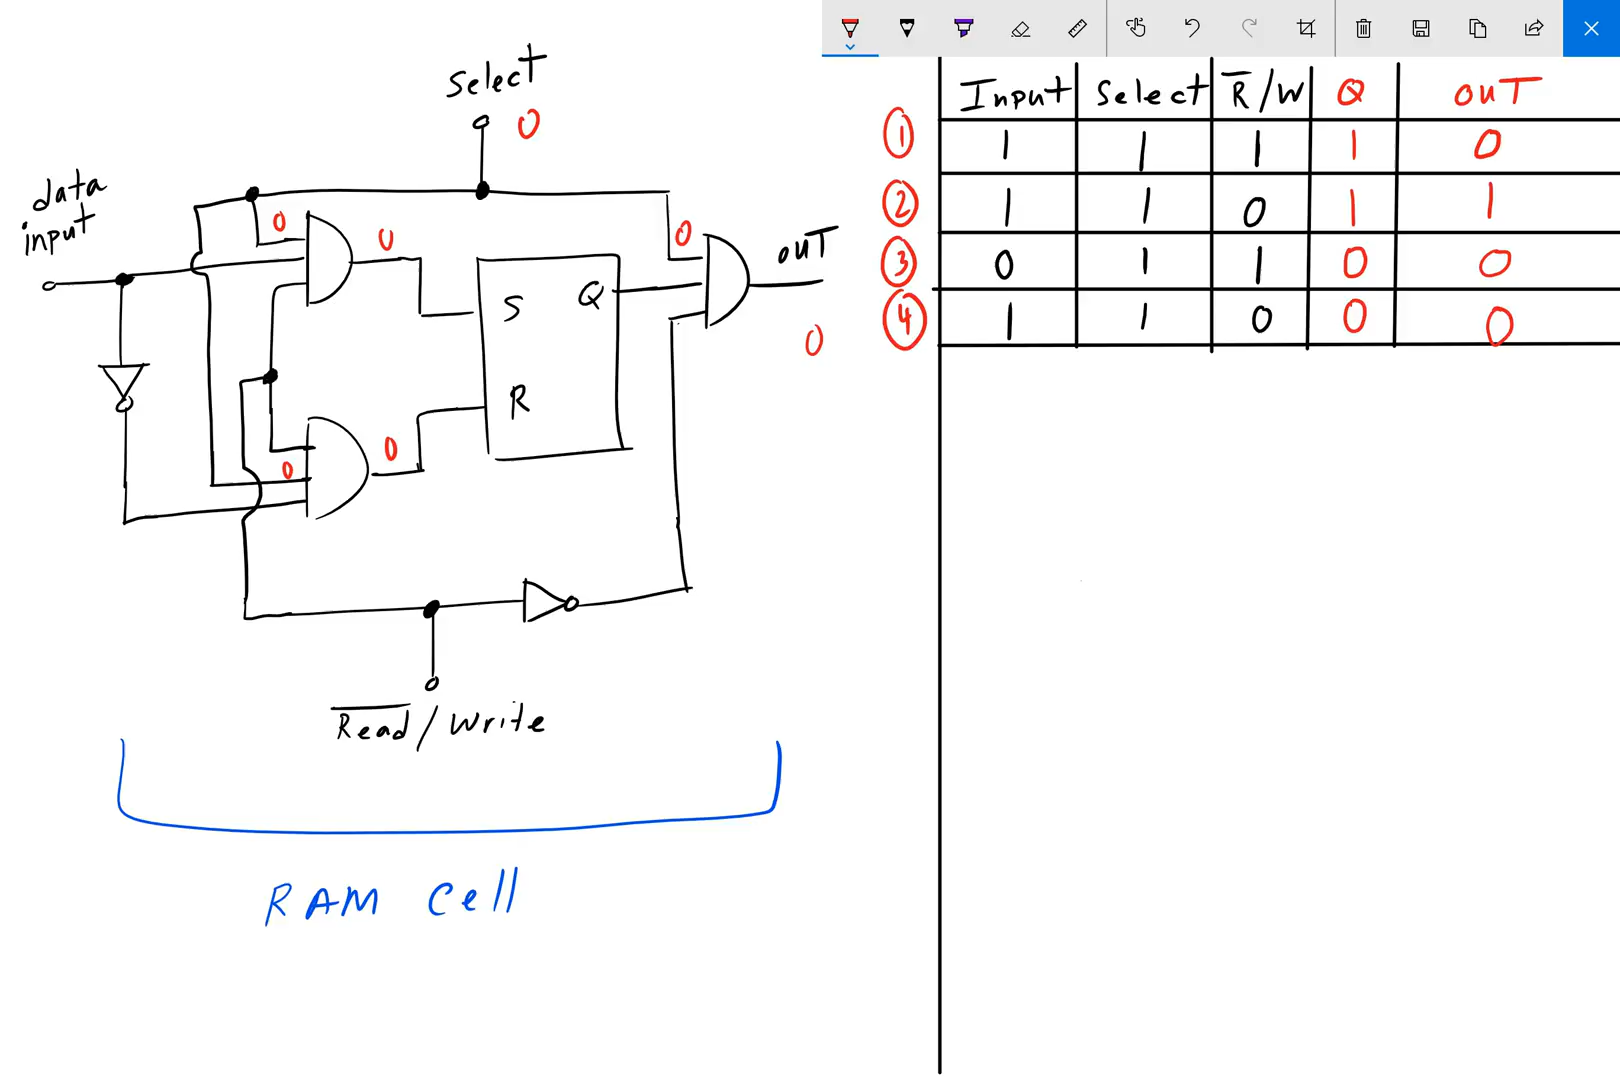 Select
0
data
input
0
0
0
S
Q
R
0
0
out
0
R̅e̅a̅d̅/Write
RAM Cell
Input Select R̅/W Q out
① 1 1 1 1 0
② 1 1 0 1 1
③ 0 1 1 0 0
④ 1 1 0 0 0